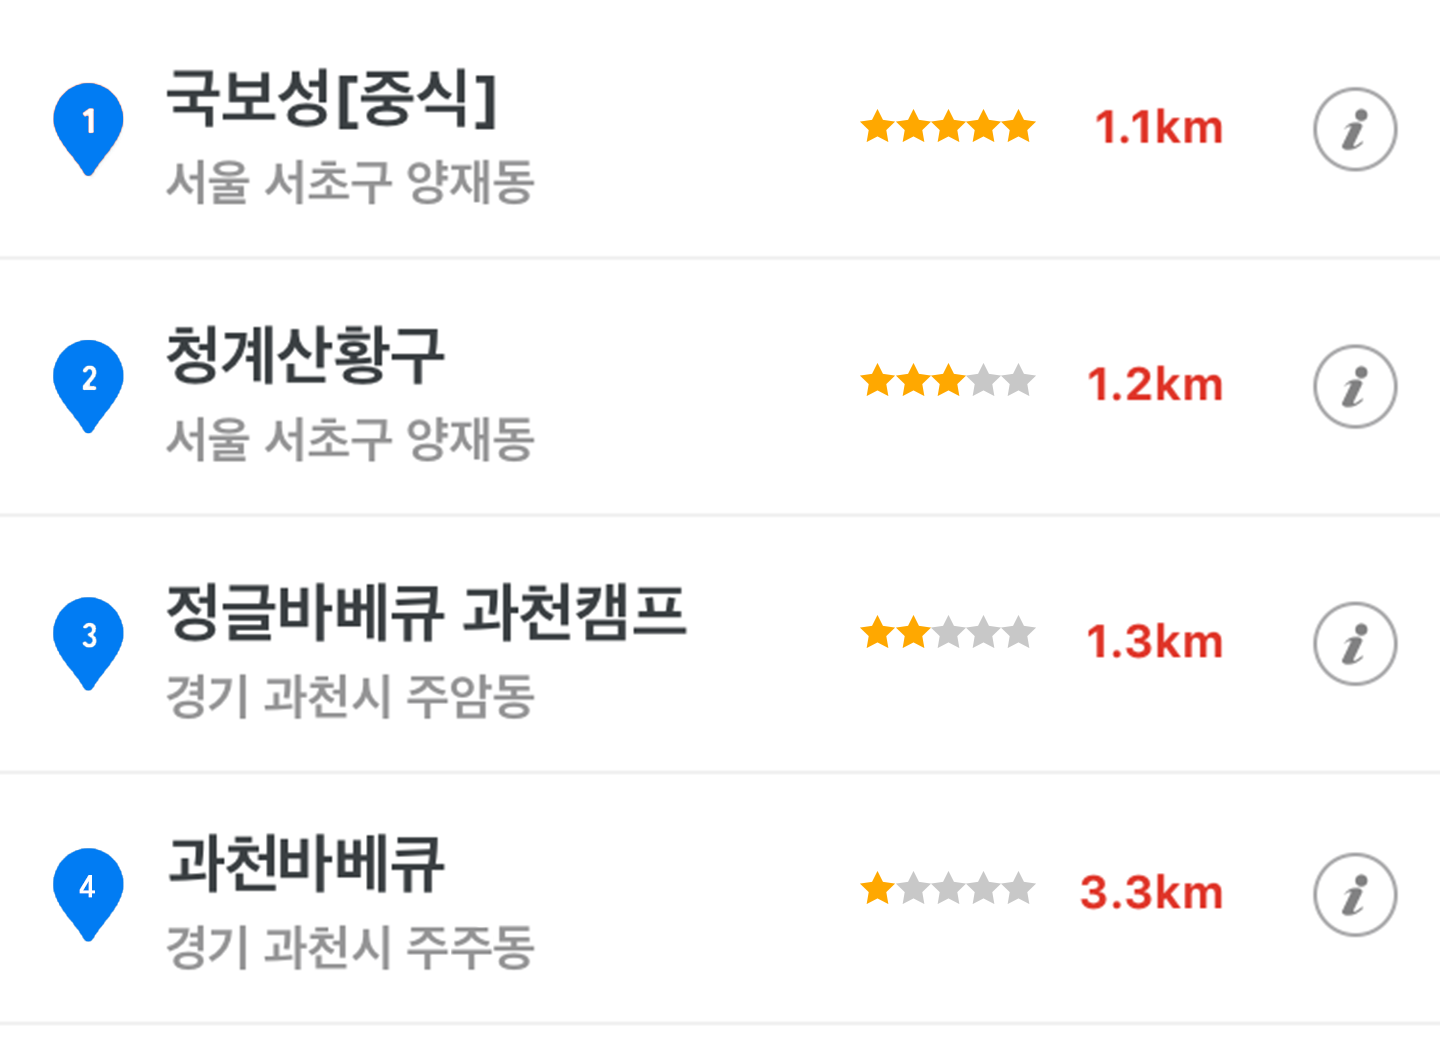 1
국보성[중식]
서울 서초구 양재동
1.1km
i
2
청계산황구
서울 서초구 양재동
1.2km
i
3
정글바베큐 과천캠프
경기 과천시 주암동
1.3km
i
4
과천바베큐
경기 과천시 주주동
3.3km
i